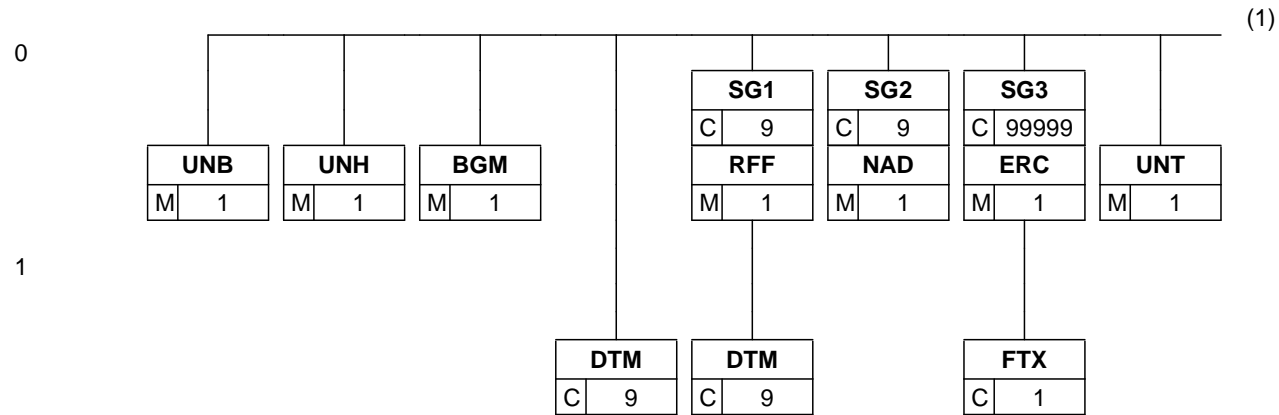 (1)
0
SG1 SG2 SG3
C 9 C 9 C 99999
UNB UNH BGM RFF NAD ERC UNT
M 1 M 1 M 1 M 1 M 1 M 1 M 1
1
DTM DTM FTX
C 9 C 9 C 1